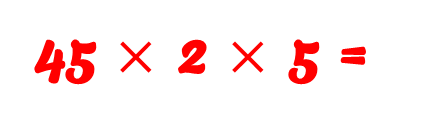 45 × 2 × 5 =